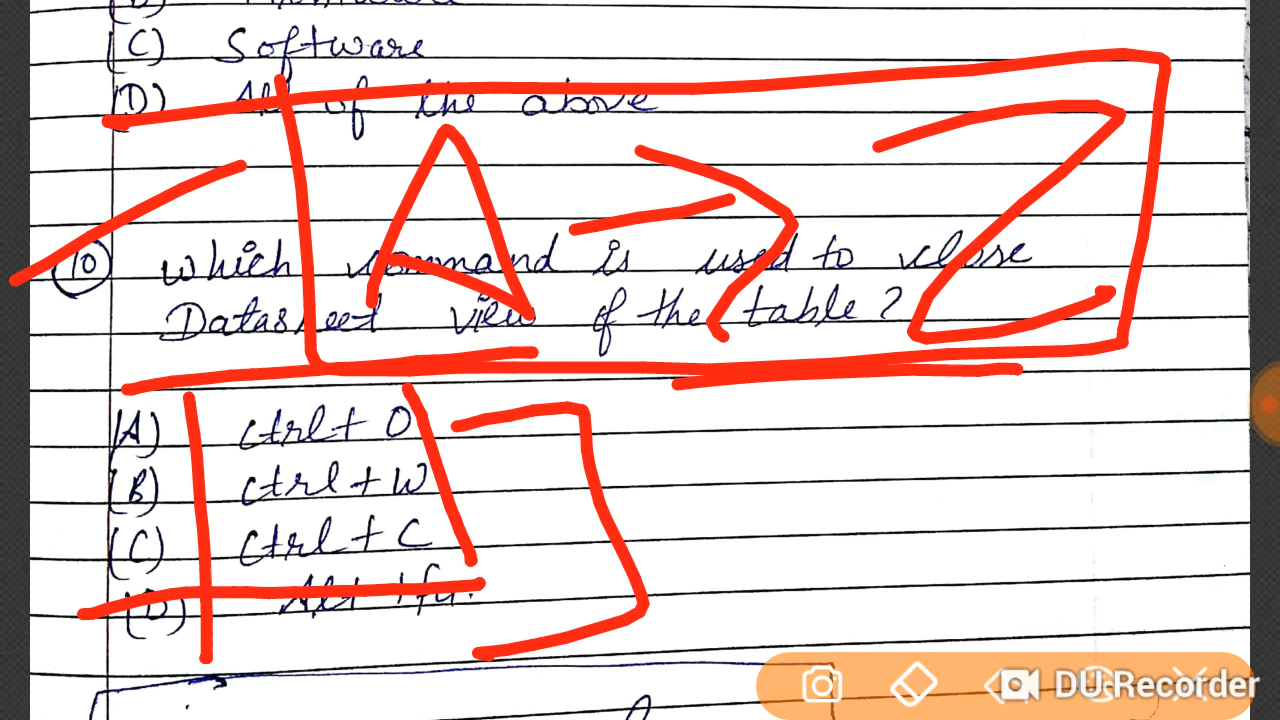 (C) Software
(D) All of the above
A > Z
(10) Which command is used to close
Datasheet view of the table?
(A) Ctrl + O
(B) Ctrl + W
(C) Ctrl + C
(D)
DU-Recorder